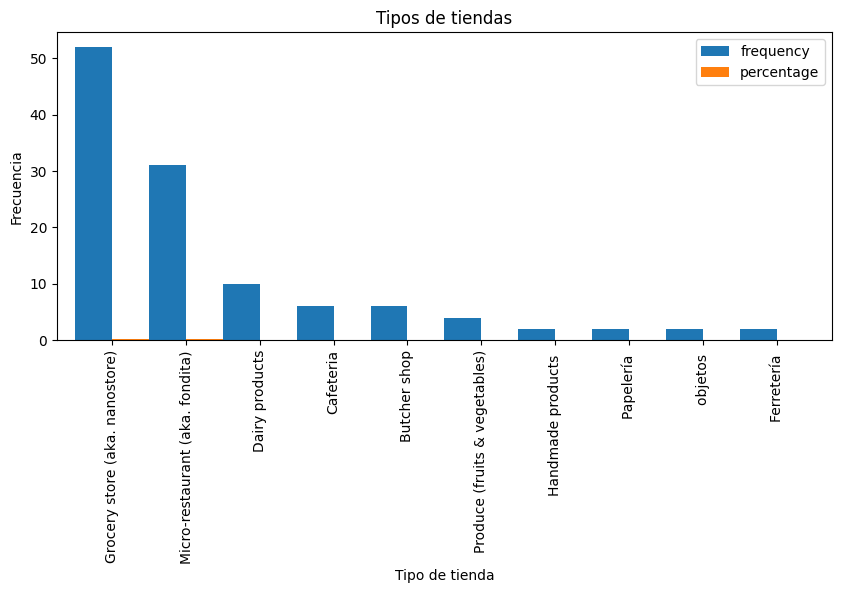 Tipos de tiendas
frequency
percentage
Frecuencia
50
40
30
20
10
0
Grocery store (aka. nanostore)
Micro-restaurant (aka. fondita)
Dairy products
Cafeteria
Butcher shop
Produce (fruits & vegetables)
Handmade products
Papelería
objetos
Ferretería
Tipo de tienda